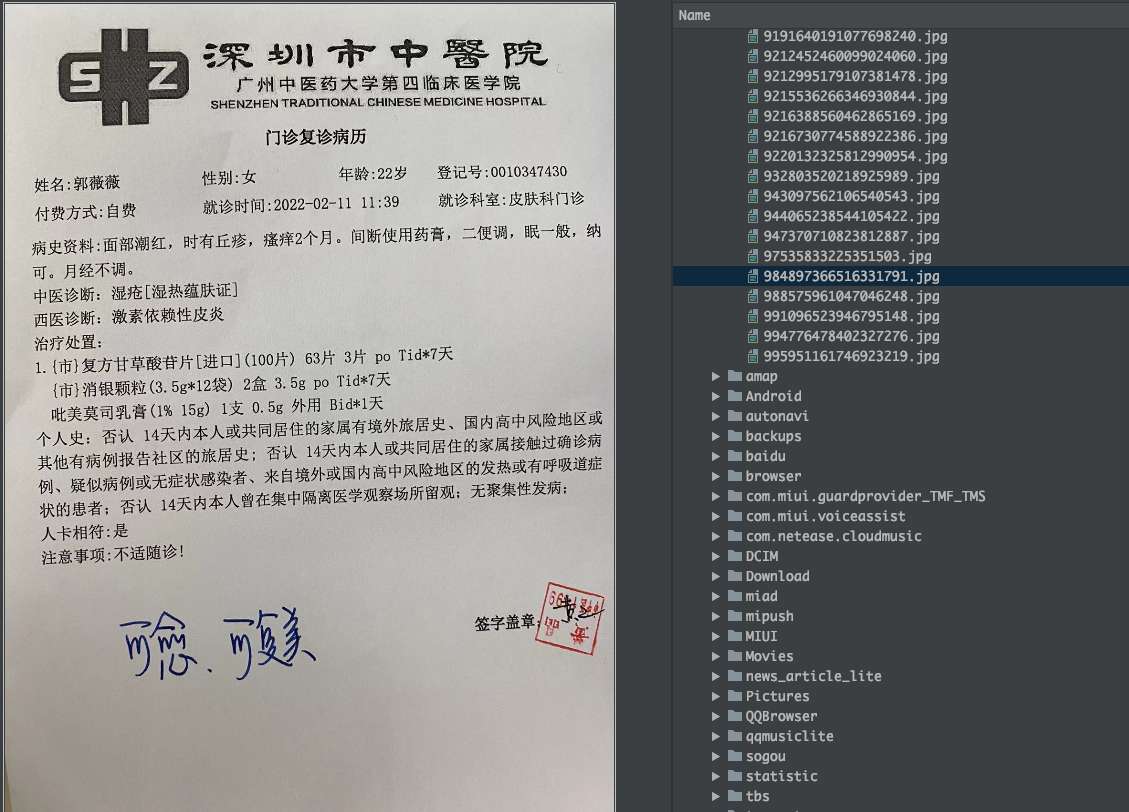 SZ
深圳市中醫院
广州中医药大学第四临床医学院
SHENZHEN TRADITIONAL CHINESE MEDICINE HOSPITAL
门诊复诊病历
姓名:郭薇薇 性别:女 年龄:22岁 登记号:0010347430
付费方式:自费 就诊时间:2022-02-11 11:39 就诊科室:皮肤科门诊
病史资料:面部潮红，时有丘疹，瘙痒2个月。间断使用药膏，二便调，眠一般，纳
可。月经不调。
中医诊断：湿疮[湿热蕴肤证]
西医诊断：激素依赖性皮炎
治疗处置：
1.{市}复方甘草酸苷片[进口](100片) 63片 3片 po Tid*7天
{市}消银颗粒(3.5g*12袋) 2盒 3.5g po Tid*7天
吡美莫司乳膏(1% 15g) 1支 0.5g 外用 Bid*1天
个人史：否认 14天内本人或共同居住的家属有境外旅居史、国内高中风险地区或
其他有病例报告社区的旅居史；否认 14天内本人或共同居住的家属接触过确诊病
例、疑似病例或无症状感染者、来自境外或国内高中风险地区的发热或有呼吸道症
状的患者；否认 14天内本人曾在集中隔离医学观察场所留观；无聚集性发病；
人卡相符:是
注意事项:不适随诊!
签字盖章:
Name
9191640191077698240.jpg
9212452460099024060.jpg
9212995179107381478.jpg
9215536266346930844.jpg
9216388560462865169.jpg
9216730774588922386.jpg
9220132325812990954.jpg
932803520218925989.jpg
943097562106540543.jpg
944065238544105422.jpg
947370710823812887.jpg
97535833225351503.jpg
984897366516331791.jpg
988575961047046248.jpg
991096523946795148.jpg
994776478402327276.jpg
995951161746923219.jpg
amap
Android
autonavi
backups
baidu
browser
com.miui.guardprovider_TMF_TMS
com.miui.voiceassist
com.netease.cloudmusic
DCIM
Download
miad
mipush
MIUI
Movies
news_article_lite
Pictures
QQBrowser
qqmusiclite
sogou
statistic
tbs